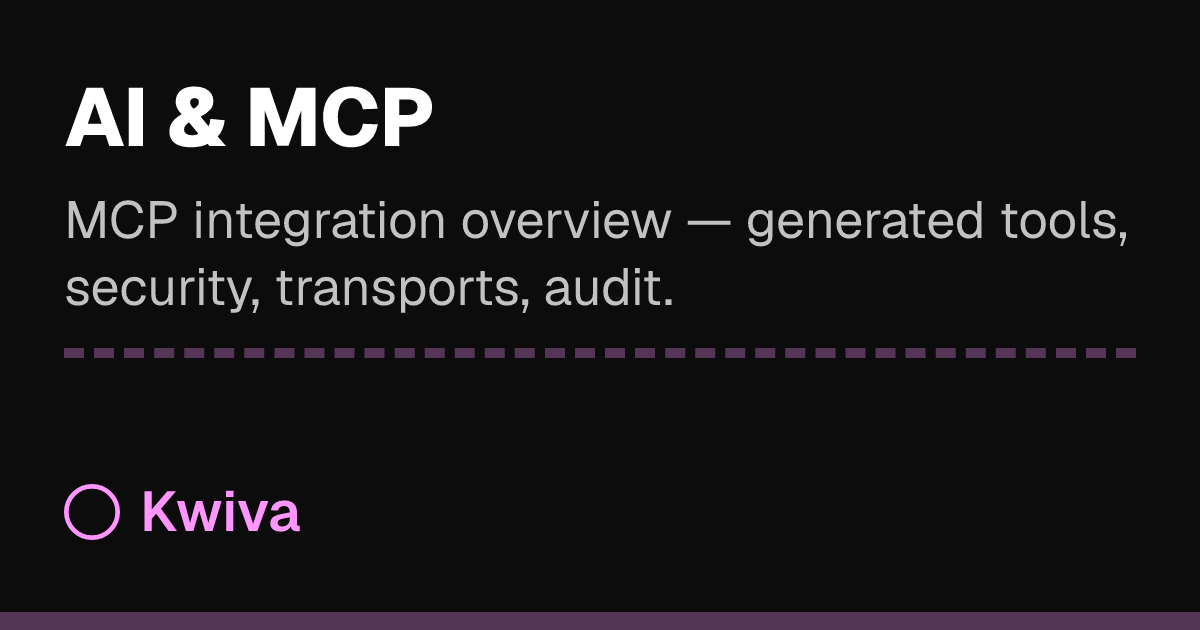 AI & MCP
MCP integration overview — generated tools,
security, transports, audit.
Kwiva